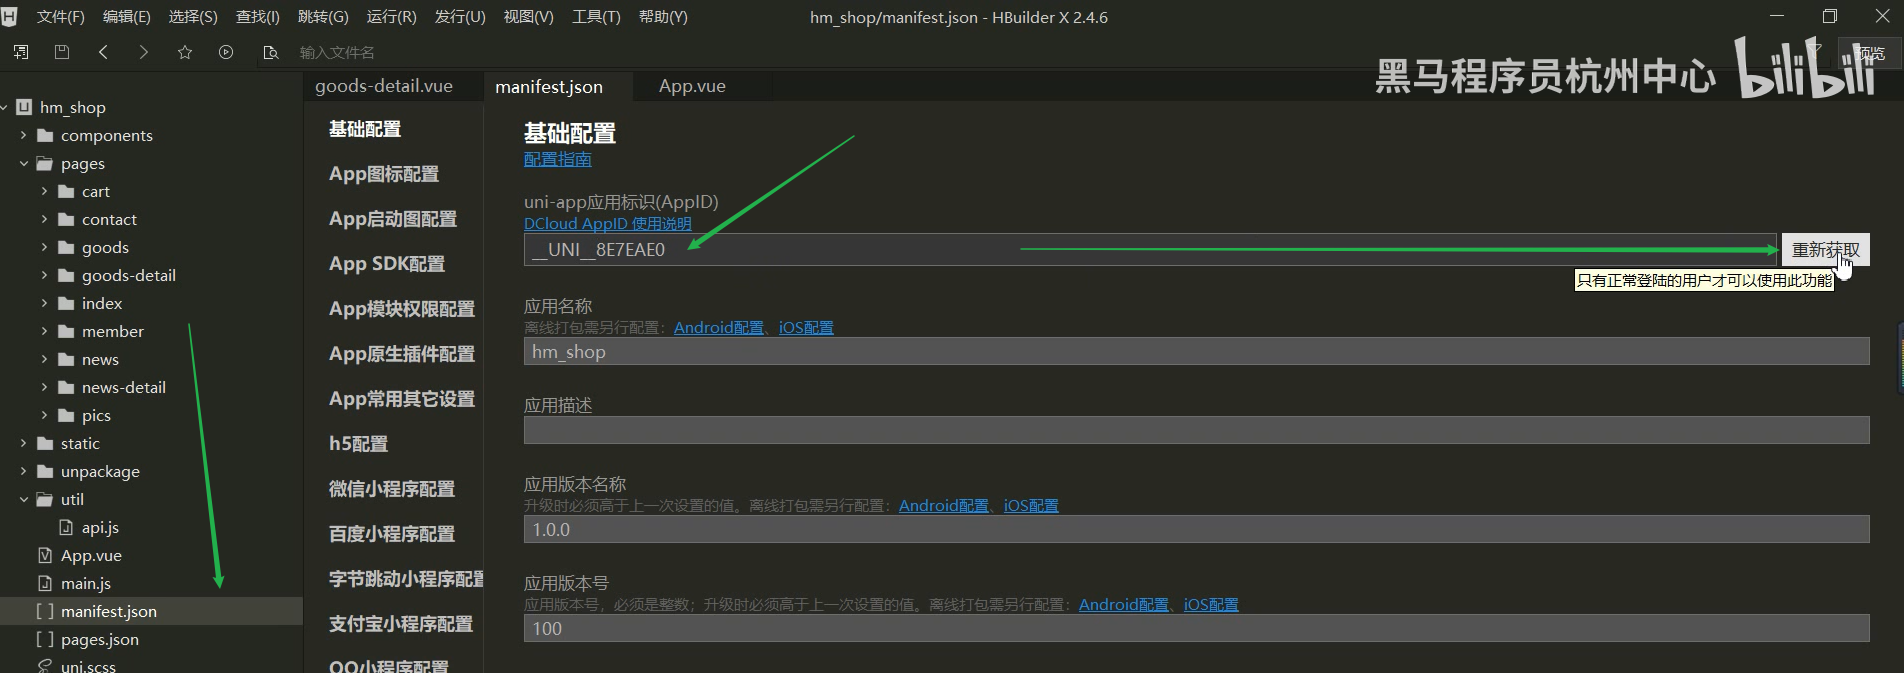 文件(F) 编辑(E) 选择(S) 查找(I) 跳转(G) 运行(R) 发行(U) 视图(V) 工具(T) 帮助(Y)
hm_shop/manifest.json - HBuilder X 2.4.6
输入文件名
预览
黑马程序员杭州中心 bilibili
goods-detail.vue
manifest.json
App.vue
hm_shop
components
pages
cart
contact
goods
goods-detail
index
member
news
news-detail
pics
static
unpackage
util
api.js
App.vue
main.js
manifest.json
pages.json
uni.scss
基础配置
App图标配置
App启动图配置
App SDK配置
App模块权限配置
App原生插件配置
App常用其它设置
h5配置
微信小程序配置
百度小程序配置
字节跳动小程序配置
支付宝小程序配置
QQ小程序配置
基础配置
配置指南
uni-app应用标识(AppID)
DCloud AppID 使用说明
__UNI__8E7EAE0
重新获取
只有正常登陆的用户才可以使用此功能
应用名称
离线打包需另行配置：Android配置、iOS配置
hm_shop
应用描述
应用版本名称
升级时必须高于上一次设置的值。离线打包需另行配置：Android配置、iOS配置
1.0.0
应用版本号
应用版本号，必须是整数；升级时必须高于上一次设置的值。离线打包需另行配置：Android配置、iOS配置
100